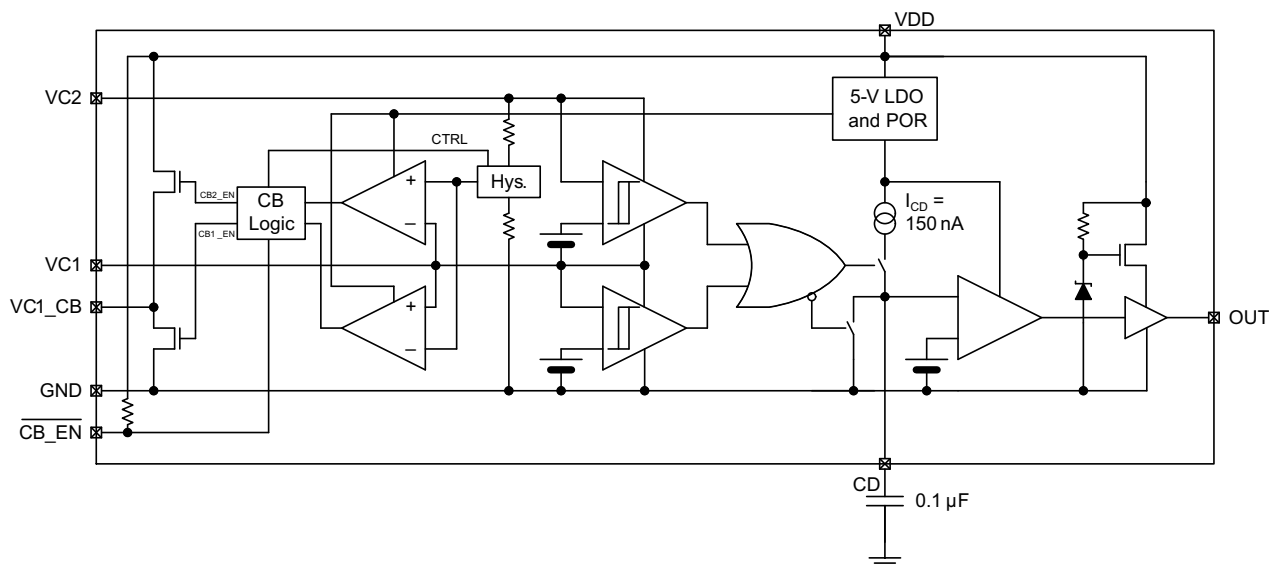 VDD
VC2
5-V LDO
and POR
CTRL
+
Hys.
CB2_EN
CB
Logic
–
I_CD =
150 nA
CB1_EN
VC1
VC1_CB
+
–
OUT
GND
CB_EN
CD
0.1 µF